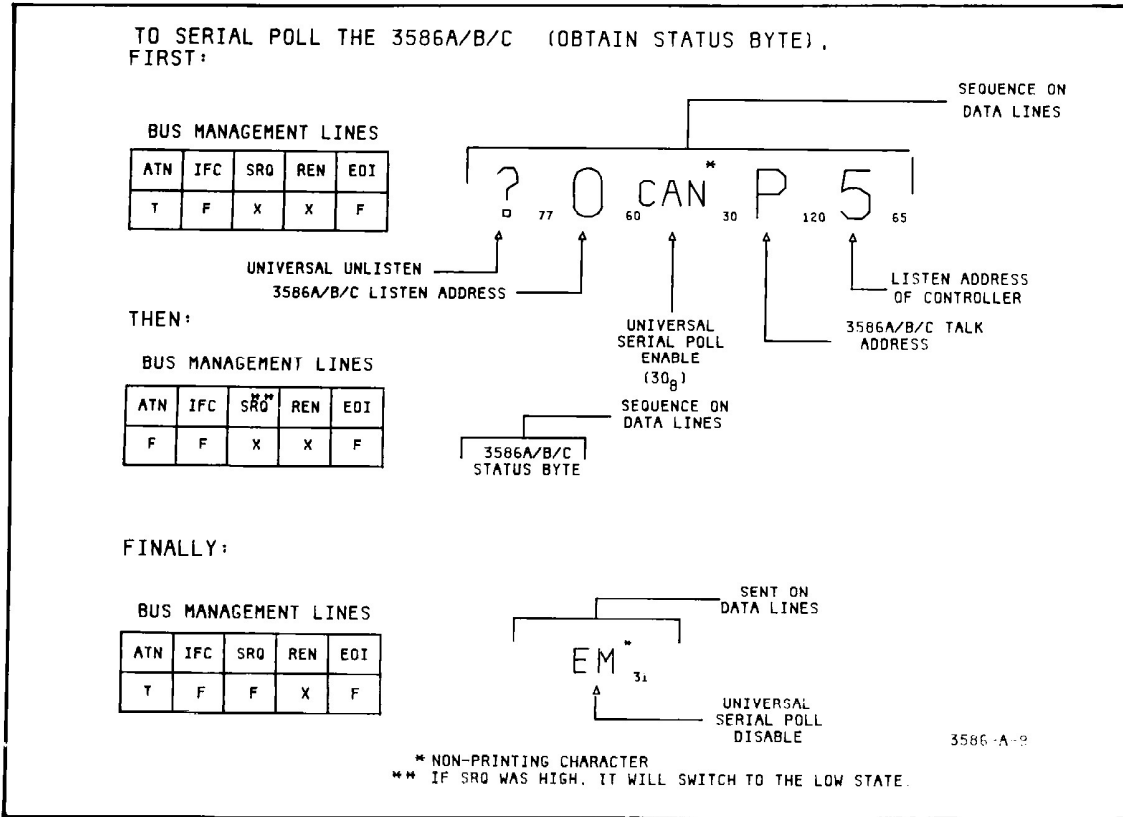 TO SERIAL POLL THE 3586A/B/C (OBTAIN STATUS BYTE),
FIRST:
SEQUENCE ON
DATA LINES
BUS MANAGEMENT LINES
ATN IFC SRQ REN EOI
T F X X F
? 77 0 60 CAN* 30 P 120 5 65
UNIVERSAL UNLISTEN
3586A/B/C LISTEN ADDRESS
LISTEN ADDRESS
OF CONTROLLER
UNIVERSAL
SERIAL POLL
ENABLE
(30₈)
3586A/B/C TALK
ADDRESS
THEN:
BUS MANAGEMENT LINES
ATN IFC SRQ** REN EOI
F F X X F
SEQUENCE ON
DATA LINES
3586A/B/C
STATUS BYTE
FINALLY:
BUS MANAGEMENT LINES
ATN IFC SRQ REN EOI
T F F X F
SENT ON
DATA LINES
EM* 31
UNIVERSAL
SERIAL POLL
DISABLE
3586-A-9
* NON-PRINTING CHARACTER
** IF SRQ WAS HIGH, IT WILL SWITCH TO THE LOW STATE.